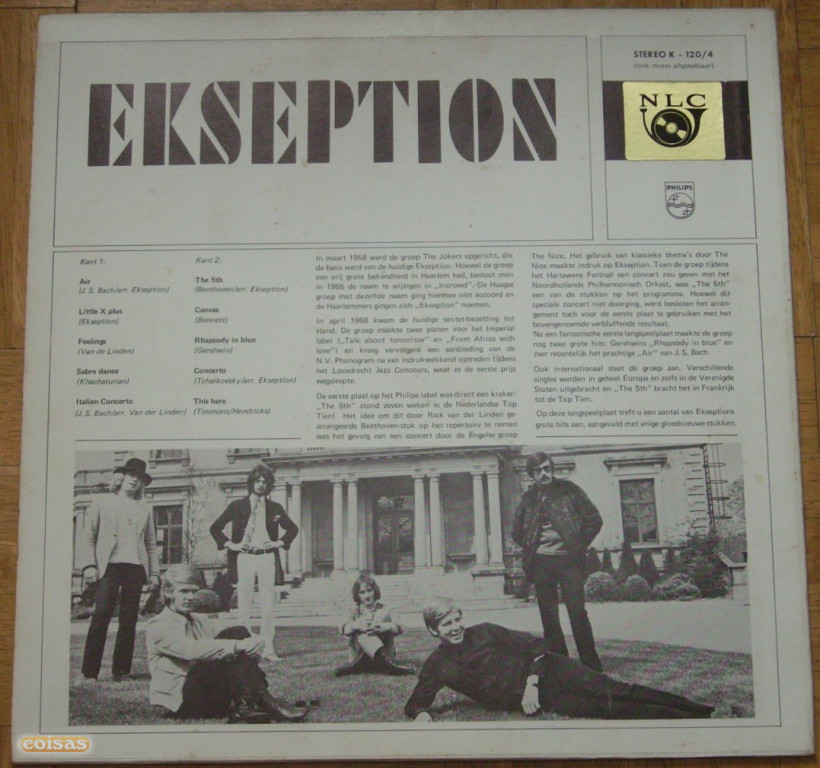 EKSEPTION
STEREO K - 120/4
(ook mono afspeelbaar)
NLC
PHILIPS
Kant 1:
Air
(J.S. Bach/arr. Ekseption)
Little X plus
(Ekseption)
Feelings
(Van de Linden)
Sabre dance
(Khachaturian)
Italian Concerto
(J.S. Bach/arr. Van der Linden)
Kant 2:
The 5th
(Beethoven/arr. Ekseption)
Canvas
(Bennett)
Rhapsody in blue
(Gershwin)
Concerto
(Tchaikovsky/arr. Ekseption)
This here
(Timmons/Hendricks)
In maart 1958 werd de groep The Jokers opgericht, die
de basis werd van de huidige Ekseption. Hoewel de groep
een vrij grote bekendheid in Haarlem had, besloot men
in 1965 de naam te wijzigen in „Incrowd”. De Haagse
groep met dezelfde naam ging hiermee niet accoord en
de Haarlemmers gingen zich „Ekseption” noemen.
In april 1968 kwam de huidige sextet-bezetting tot
stand. De groep maakte twee platen voor het Imperial
label („Talk about tomorrow” en „From Africa with
love”) en kreeg vervolgens een aanbieding van de
N.V. Phonogram na een indrukwekkend optreden tijdens
het Loosdrecht Jazz Concours, waar ze de eerste prijs
wegsleepte.
De eerste plaat op het Philips label was direct een kraker:
„The 5th” stond zeven weken in de Nederlandse Top
Tien! Het idee om dit door Rick van der Linden ge-
arrangeerde Beethoven-stuk op het repertoire te nemen
was het gevolg van een concert door de Engelse groep
The Nice. Het gebruik van klassieke thema's door The
Nice maakte indruk op Ekseption. Toen de groep tijdens
het Hartewens Festival een concert zou geven met het
Noordhollands Philharmonisch Orkest, was „The 5th”
een van de stukken op het programma. Hoewel dit
speciale concert niet doorging, werd besloten het arran-
gement toch voor de eerste plaat te gebruiken met het
bovengenoemde verbluffende resultaat.
Na een fantastische eerste langspeelplaat maakte de groep
nog twee grote hits: Gershwins „Rhapsody in blue” en
zeer recentelijk het prachtige „Air” van J.S. Bach.
Ook internationaal slaat de groep aan. Verschillende
singles werden in geheel Europa en zelfs in de Verenigde
Staten uitgebracht en „The 5th” bracht het in Frankrijk
tot de Top Tien.
Op deze langspeelplaat treft u een aantal van Ekseptions
grote hits aan, aangevuld met enige gloednieuwe stukken.
coisas